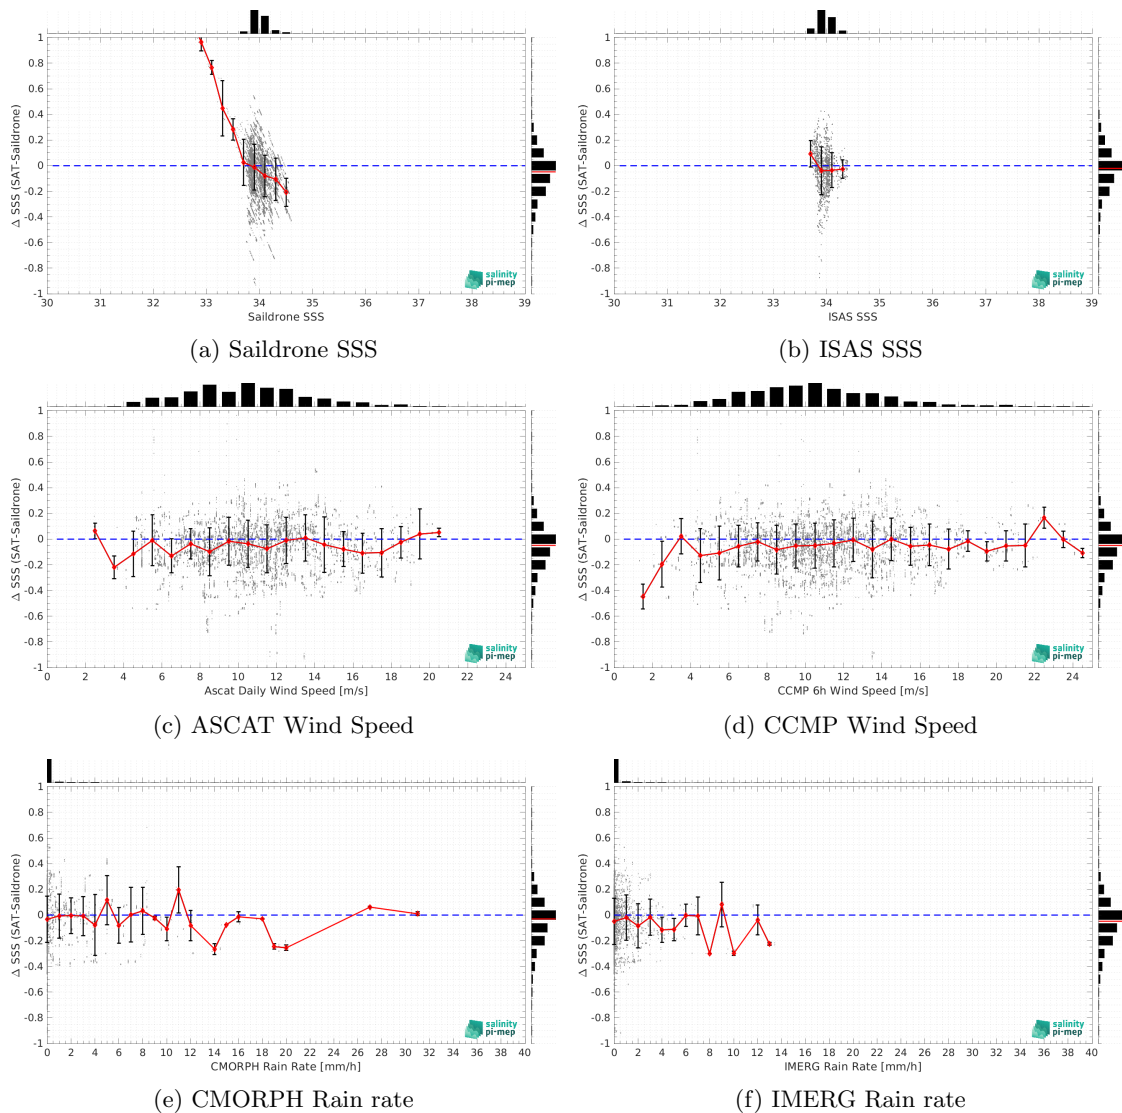 1
0.8
0.6
0.4
0.2
0
-0.2
-0.4
-0.6
-0.8
-1
Δ SSS (SAT-Saildrone)
30 31 32 33 34 35 36 37 38 39
Saildrone SSS
salinity
pi-mep
(a) Saildrone SSS
1
0.8
0.6
0.4
0.2
0
-0.2
-0.4
-0.6
-0.8
-1
Δ SSS (SAT-Saildrone)
30 31 32 33 34 35 36 37 38 39
ISAS SSS
salinity
pi-mep
(b) ISAS SSS
1
0.8
0.6
0.4
0.2
0
-0.2
-0.4
-0.6
-0.8
-1
Δ SSS (SAT-Saildrone)
0 2 4 6 8 10 12 14 16 18 20 22 24
Ascat Daily Wind Speed [m/s]
salinity
pi-mep
(c) ASCAT Wind Speed
1
0.8
0.6
0.4
0.2
0
-0.2
-0.4
-0.6
-0.8
-1
Δ SSS (SAT-Saildrone)
0 2 4 6 8 10 12 14 16 18 20 22 24
CCMP 6h Wind Speed [m/s]
salinity
pi-mep
(d) CCMP Wind Speed
1
0.8
0.6
0.4
0.2
0
-0.2
-0.4
-0.6
-0.8
-1
Δ SSS (SAT-Saildrone)
0 2 4 6 8 10 12 14 16 18 20 22 24 26 28 30 32 34 36 38 40
CMORPH Rain Rate [mm/h]
salinity
pi-mep
(e) CMORPH Rain rate
1
0.8
0.6
0.4
0.2
0
-0.2
-0.4
-0.6
-0.8
-1
Δ SSS (SAT-Saildrone)
0 2 4 6 8 10 12 14 16 18 20 22 24 26 28 30 32 34 36 38 40
IMERG Rain Rate [mm/h]
salinity
pi-mep
(f) IMERG Rain rate